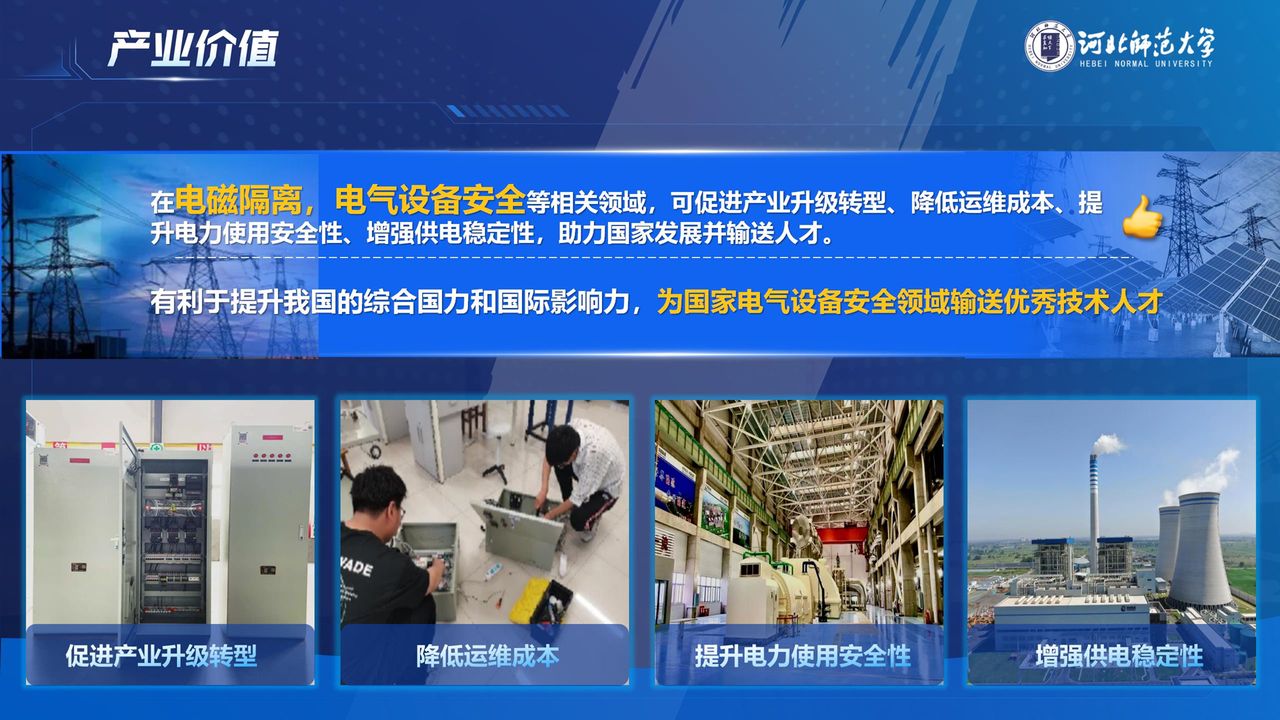 产业价值
河北师范大学
HEBEI NORMAL UNIVERSITY
在电磁隔离，电气设备安全等相关领域，可促进产业升级转型、降低运维成本、提
升电力使用安全性、增强供电稳定性，助力国家发展并输送人才。
有利于提升我国的综合国力和国际影响力，为国家电气设备安全领域输送优秀技术人才
促进产业升级转型
降低运维成本
提升电力使用安全性
增强供电稳定性